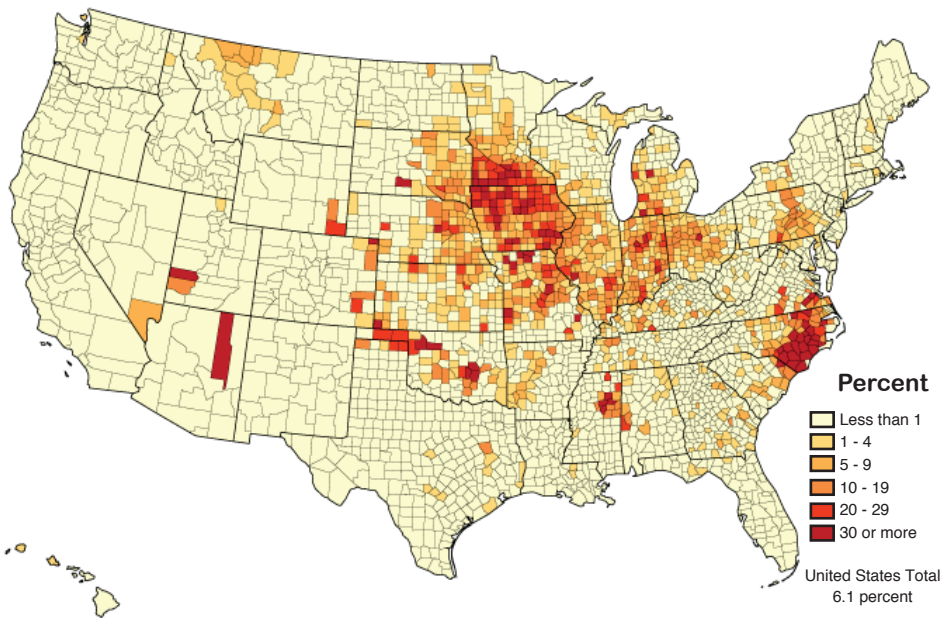 Percent
Less than 1
1 - 4
5 - 9
10 - 19
20 - 29
30 or more
United States Total
6.1 percent